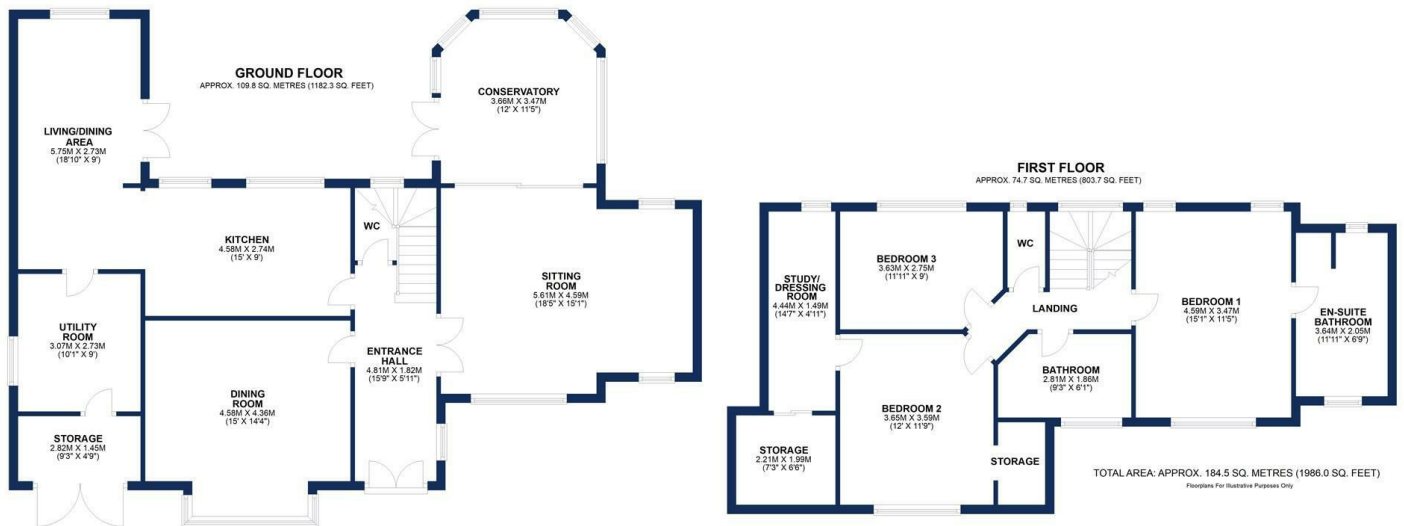 GROUND FLOOR
APPROX. 109.8 SQ. METRES (1182.3 SQ. FEET)
LIVING/DINING
AREA
5.75M X 2.73M
(18'10" X 9')
CONSERVATORY
3.66M X 3.47M
(12' X 11'5")
KITCHEN
4.58M X 2.74M
(15' X 9')
WC
SITTING
ROOM
5.61M X 4.59M
(18'5" X 15'1")
UTILITY
ROOM
3.07M X 2.73M
(10'1" X 9')
ENTRANCE
HALL
4.81M X 1.82M
(15'9" X 5'11")
DINING
ROOM
4.58M X 4.36M
(15' X 14'4")
STORAGE
2.82M X 1.45M
(9'3" X 4'9")
FIRST FLOOR
APPROX. 74.7 SQ. METRES (803.7 SQ. FEET)
STUDY/
DRESSING
ROOM
4.44M X 1.49M
(14'7" X 4'11")
BEDROOM 3
3.63M X 2.75M
(11'11" X 9')
WC
LANDING
BEDROOM 1
4.59M X 3.47M
(15'1" X 11'5")
EN-SUITE
BATHROOM
3.64M X 2.05M
(11'11" X 6'9")
BATHROOM
2.81M X 1.86M
(9'3" X 6'1")
BEDROOM 2
3.65M X 3.59M
(12' X 11'9")
STORAGE
2.21M X 1.99M
(7'3" X 6'6")
STORAGE
TOTAL AREA: APPROX. 184.5 SQ. METRES (1986.0 SQ. FEET)
Floorplans For Illustrative Purposes Only